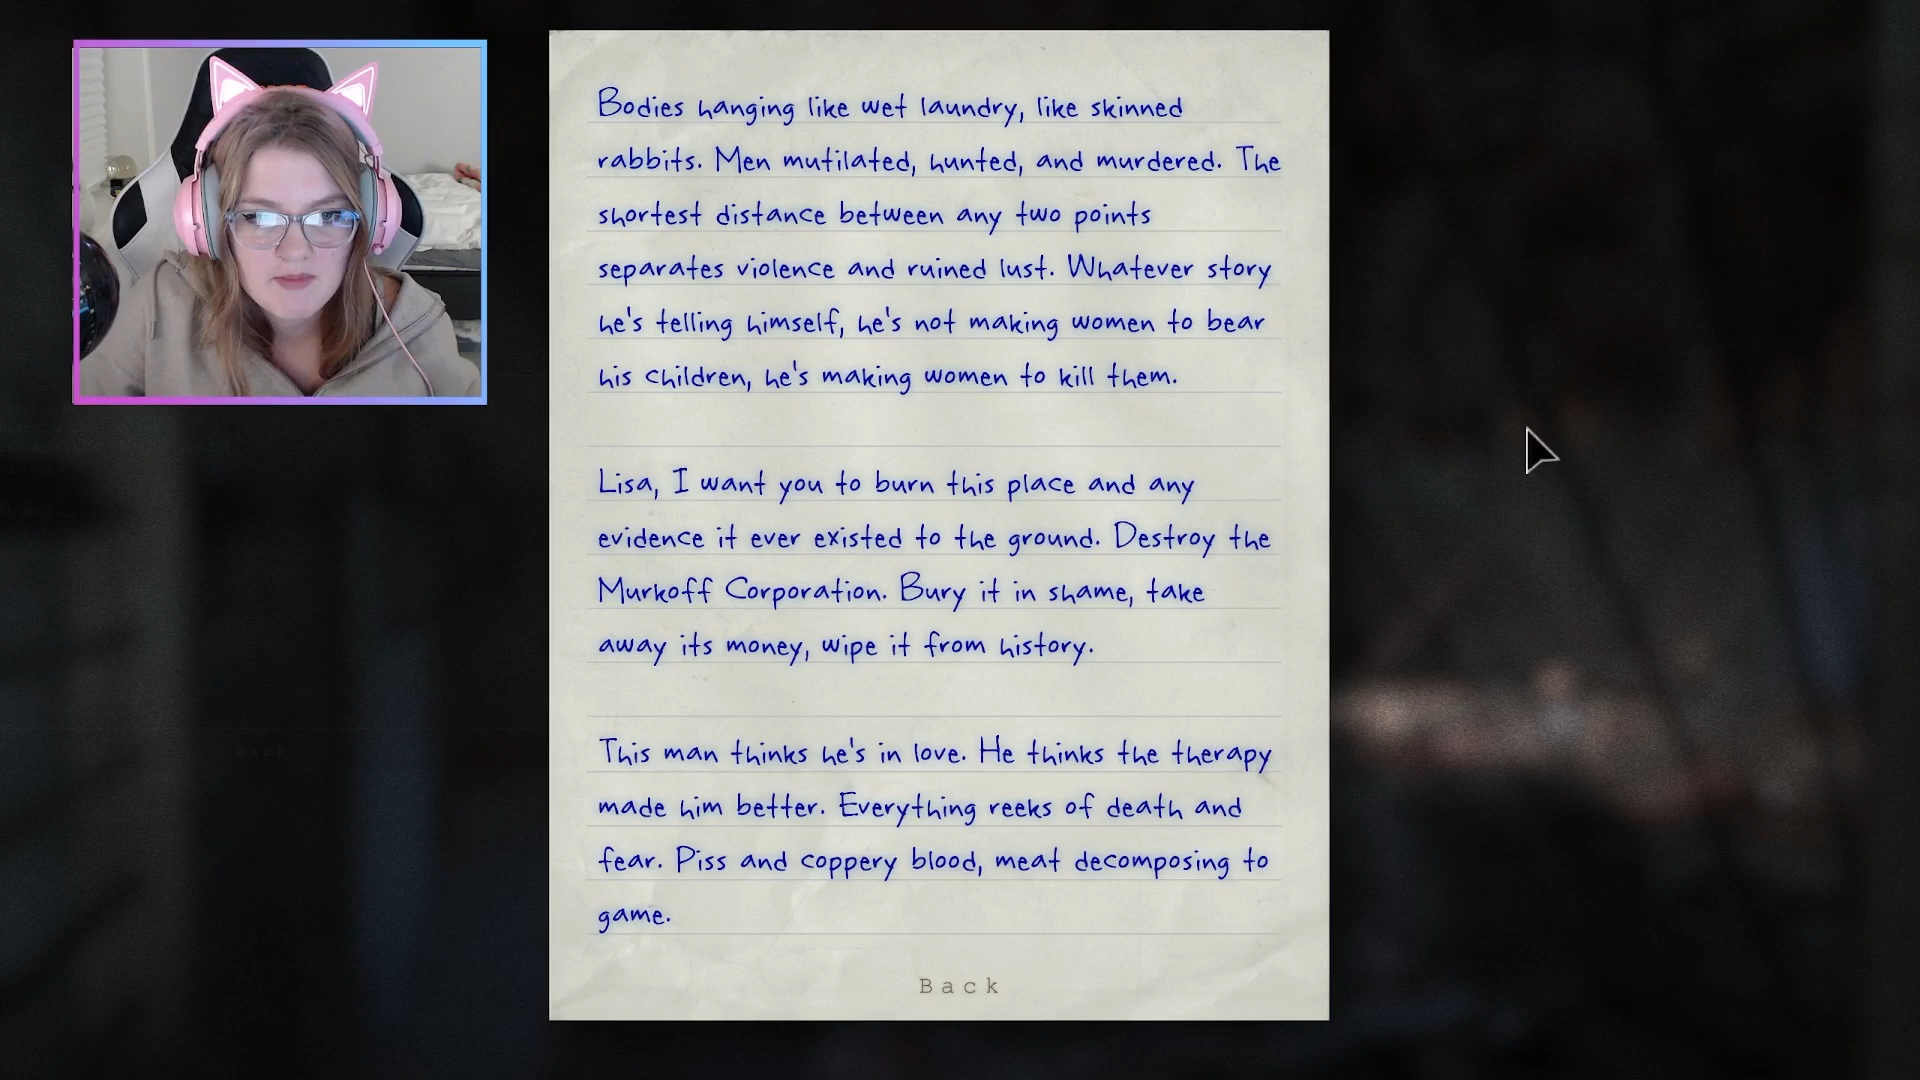 Bodies hanging like wet laundry, like skinned
rabbits. Men mutilated, hunted, and murdered. The
shortest distance between any two points
separates violence and ruined lust. Whatever story
he's telling himself, he's not making women to bear
his children, he's making women to kill them.
Lisa, I want you to burn this place and any
evidence it ever existed to the ground. Destroy the
Murkoff Corporation. Bury it in shame, take
away its money, wipe it from history.
This man thinks he's in love. He thinks the therapy
made him better. Everything reeks of death and
fear. Piss and coppery blood, meat decomposing to
game.
Back
Back